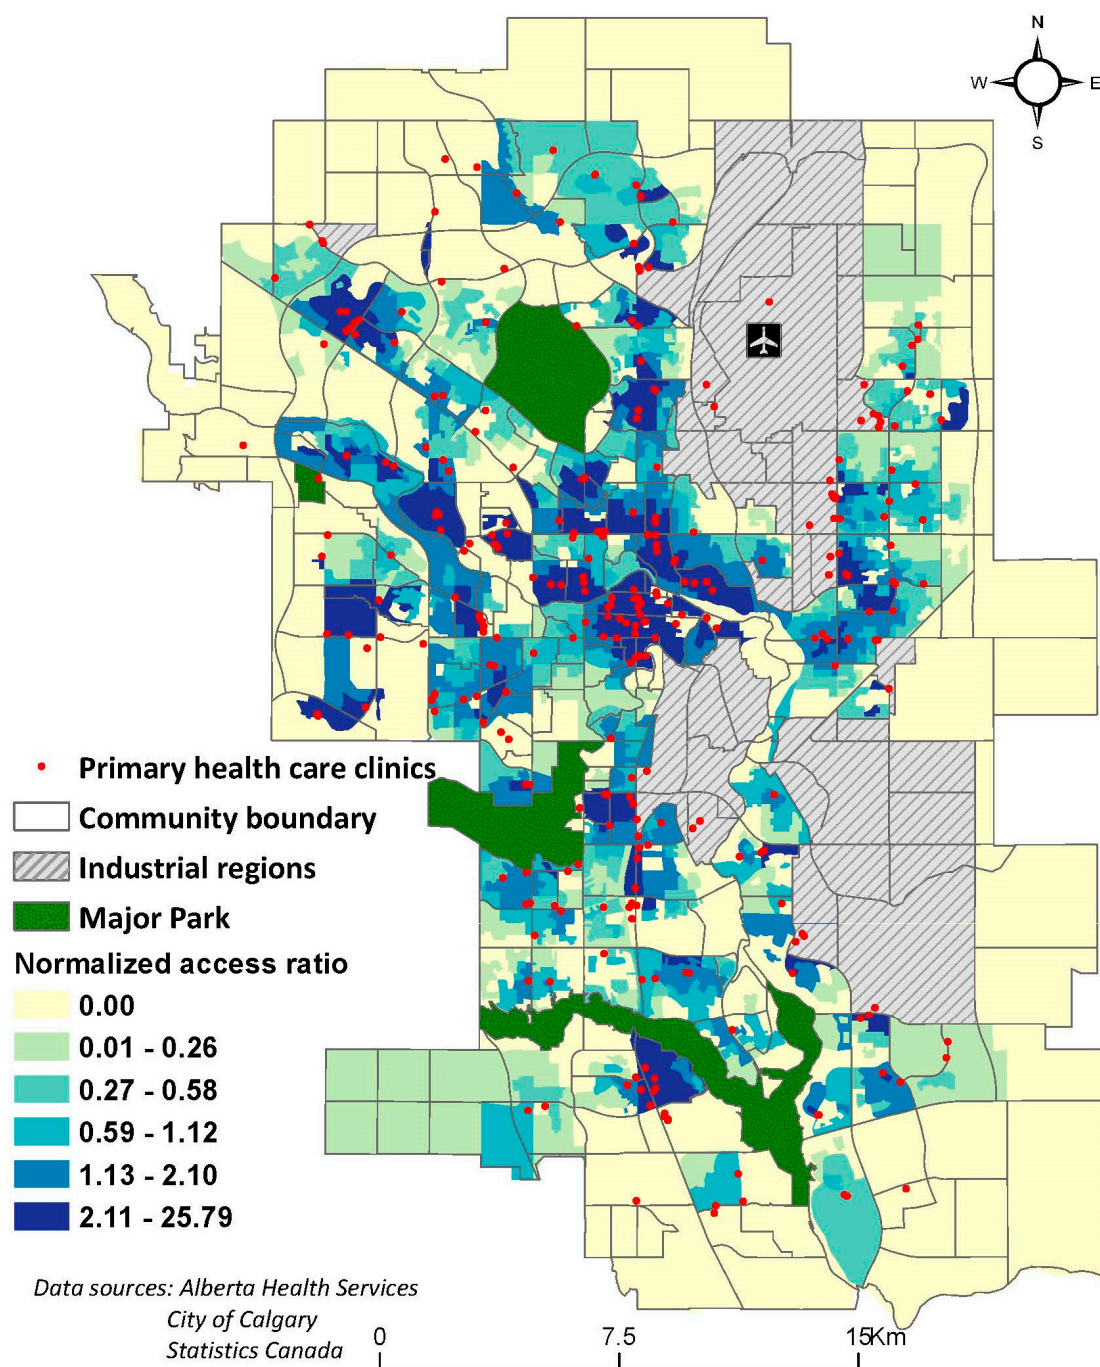 N
W E
S
Primary health care clinics
Community boundary
Industrial regions
Major Park
Normalized access ratio
0.00
0.01 - 0.26
0.27 - 0.58
0.59 - 1.12
1.13 - 2.10
2.11 - 25.79
Data sources: Alberta Health Services
City of Calgary
Statistics Canada
0 7.5 15Km